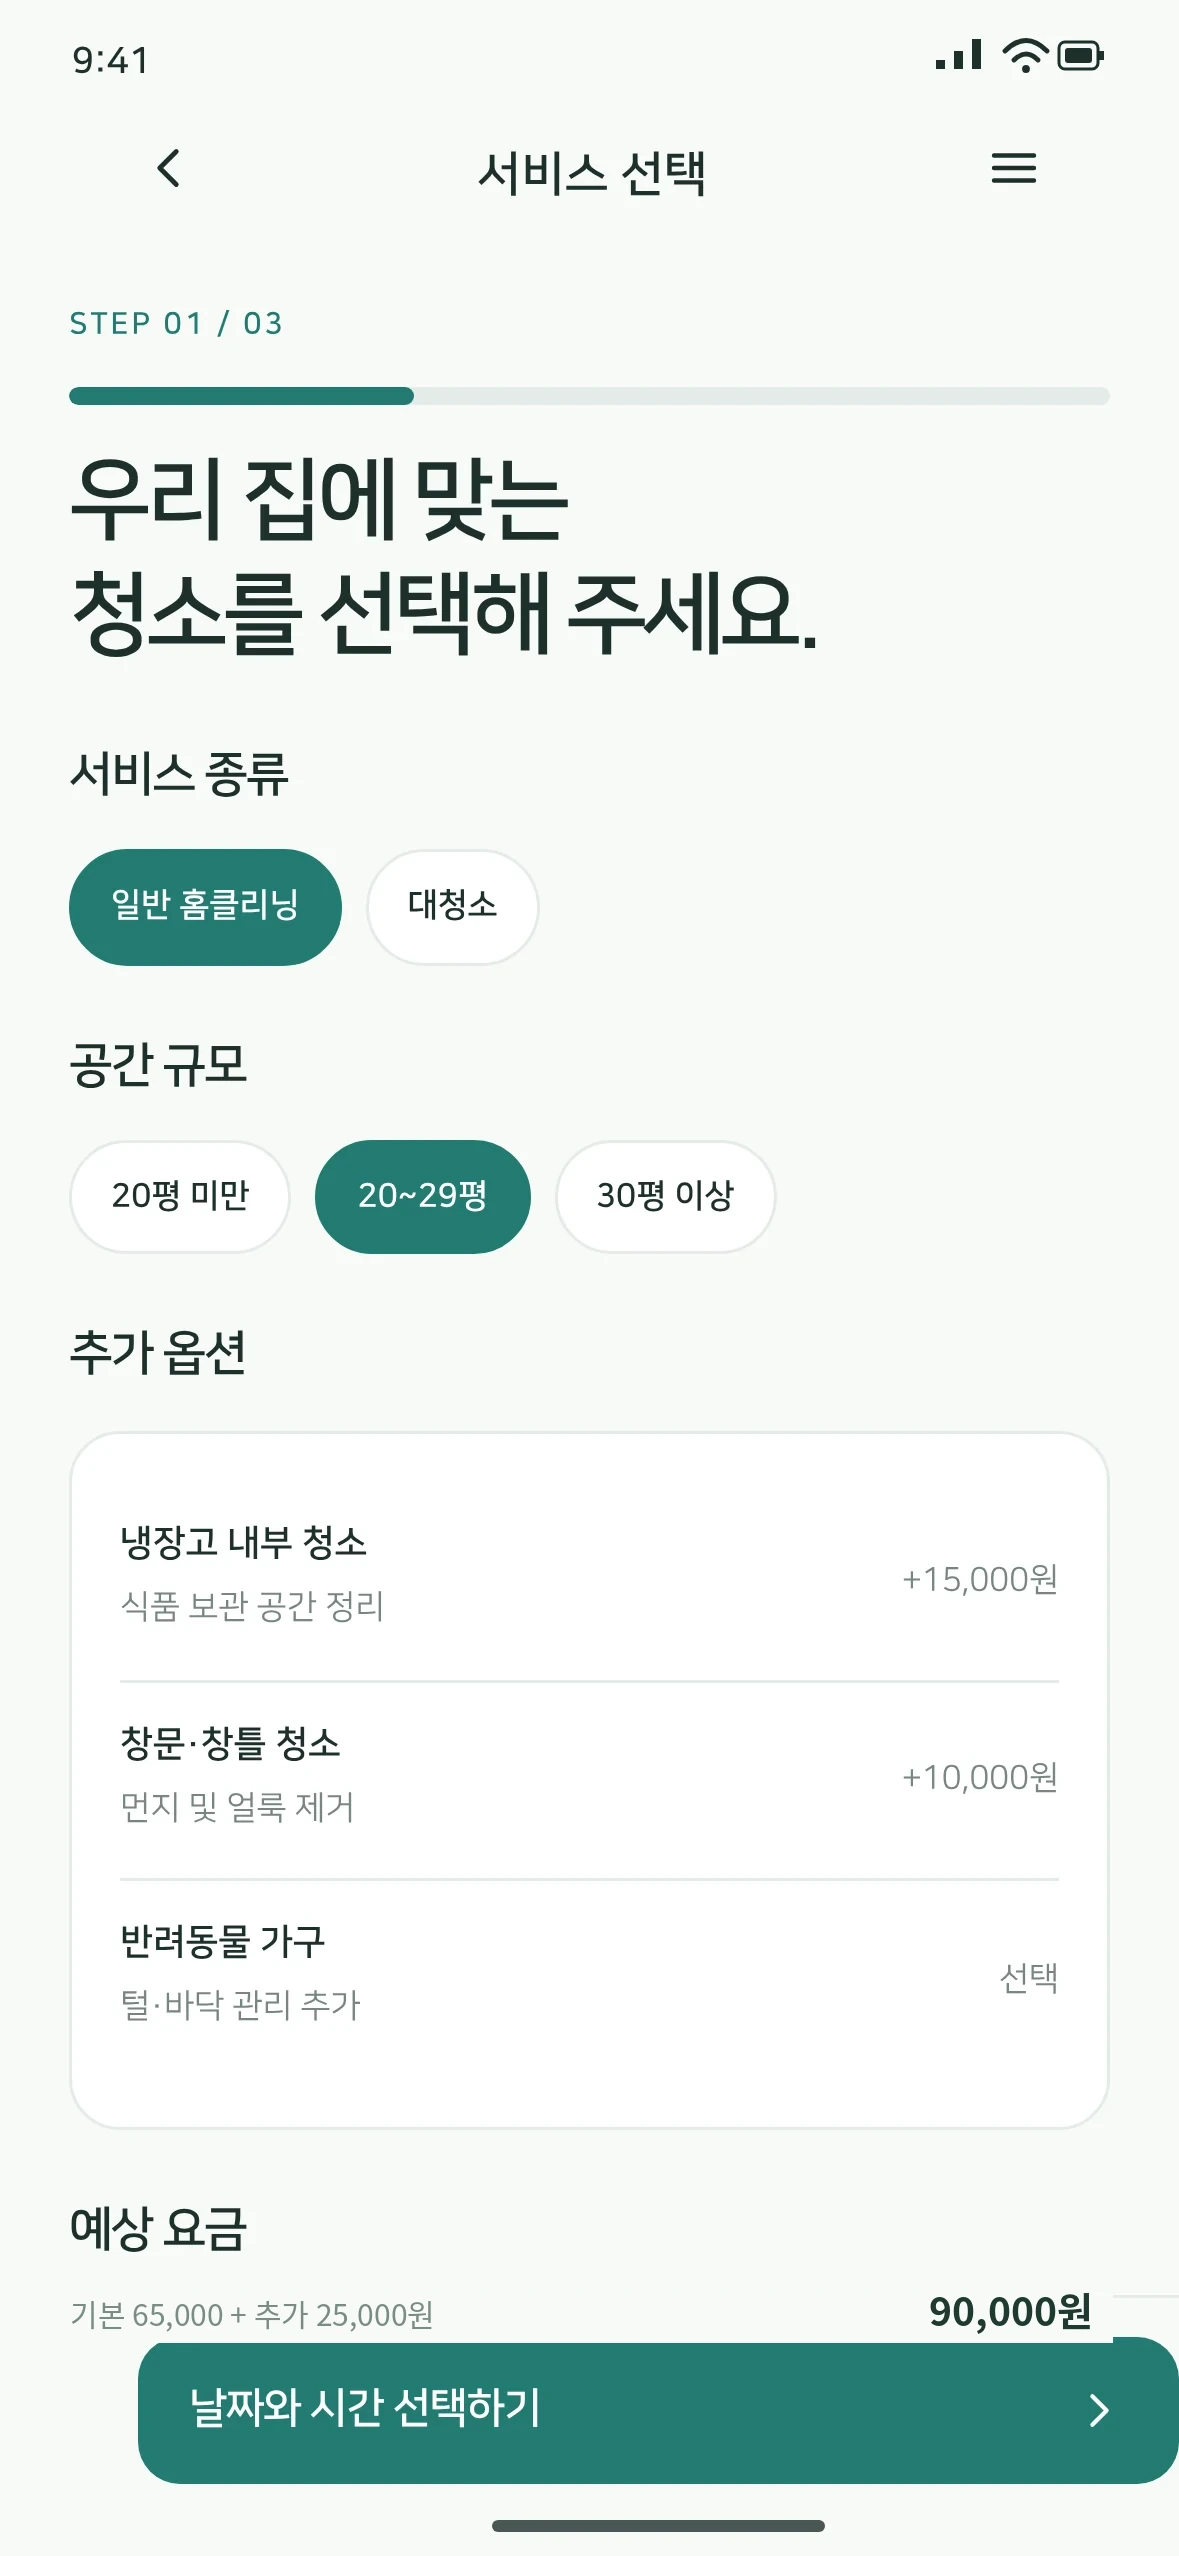 9:41
서비스 선택
STEP 01 / 03
우리 집에 맞는
청소를 선택해 주세요.
서비스 종류
일반 홈클리닝
대청소
공간 규모
20평 미만
20~29평
30평 이상
추가 옵션
냉장고 내부 청소
식품 보관 공간 정리
+15,000원
창문·창틀 청소
먼지 및 얼룩 제거
+10,000원
반려동물 가구
털·바닥 관리 추가
선택
예상 요금
기본 65,000 + 추가 25,000원
90,000원
날짜와 시간 선택하기